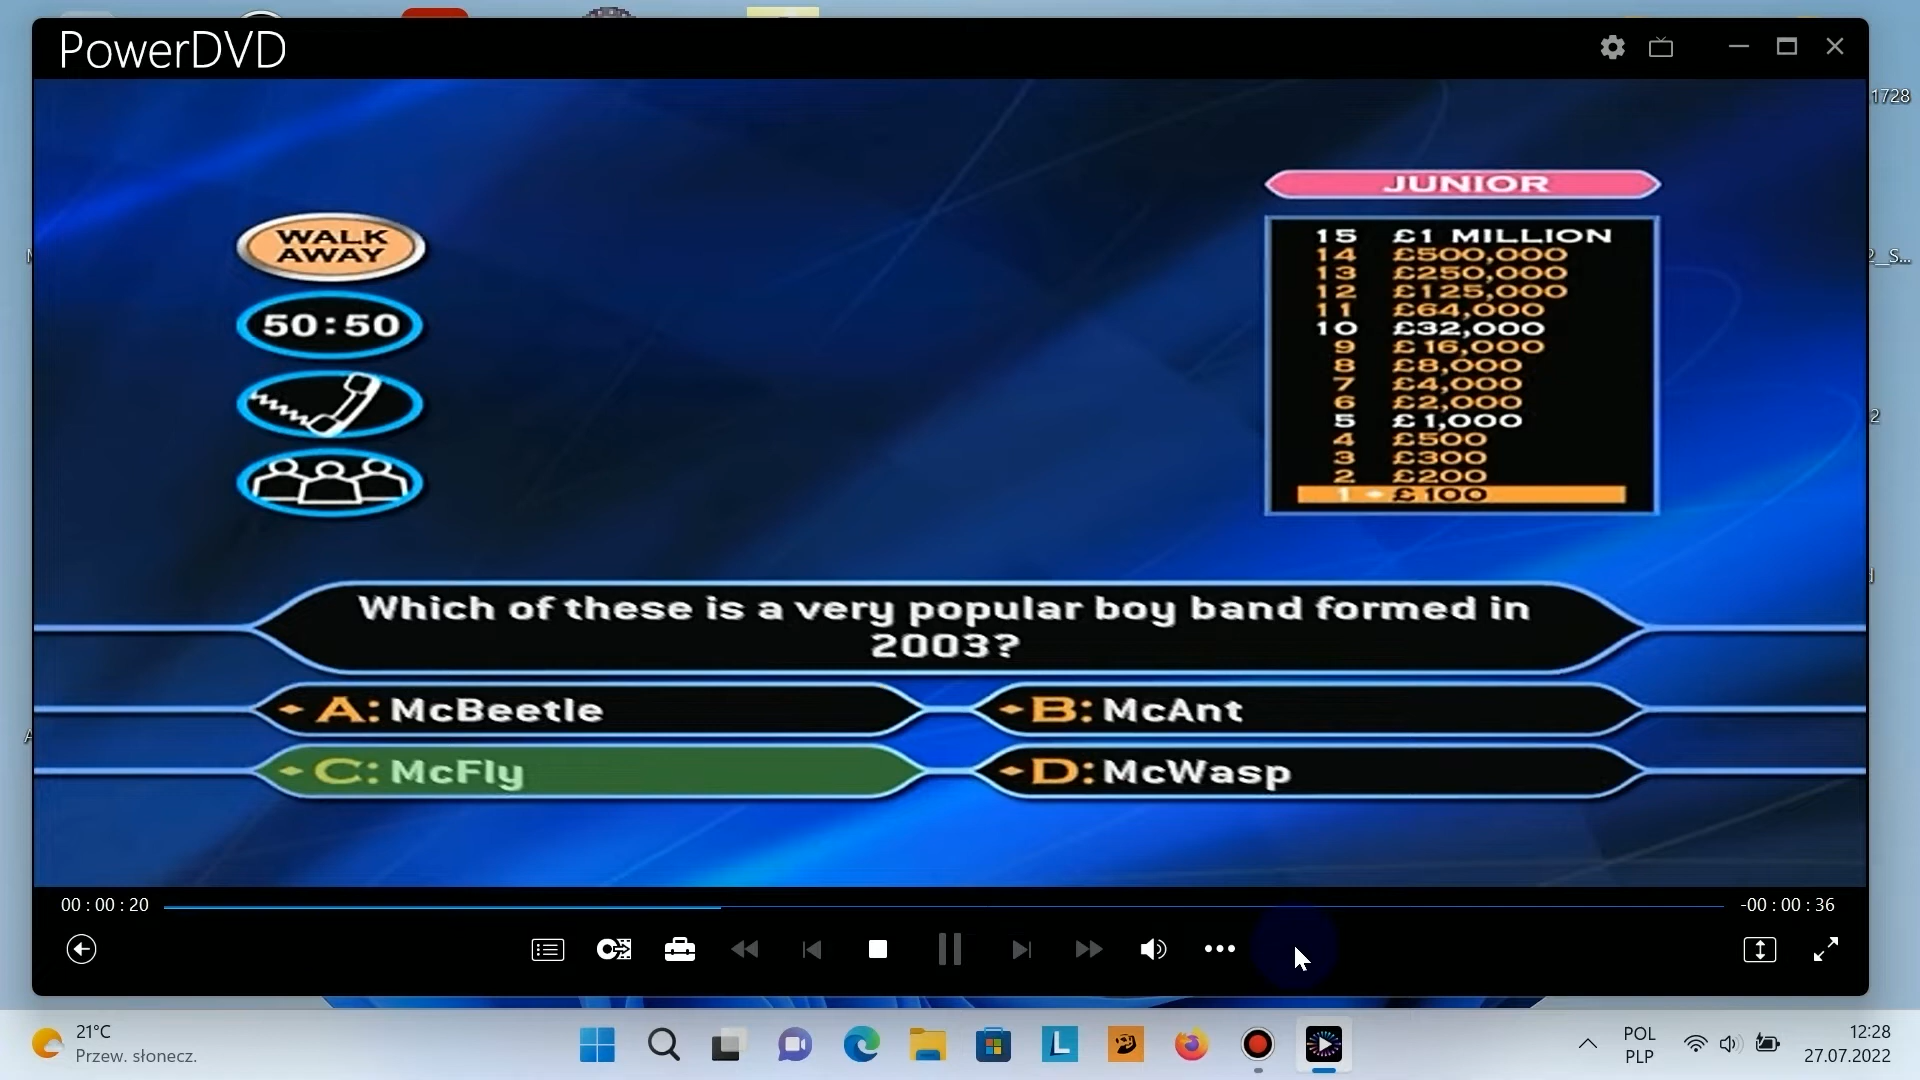 PowerDVD
1728
WALK
AWAY
50:50
JUNIOR
15 £1 MILLION
14 £500,000
13 £250,000
12 £125,000
11 £64,000
10 £32,000
9 £16,000
8 £8,000
7 £4,000
6 £2,000
5 £1,000
4 £500
3 £300
2 £200
1 £100
Which of these is a very popular boy band formed in
2003?
A: McBeetle
B: McAnt
C: McFly
D: McWasp
00 : 00 : 20
-00 : 00 : 36
21°C
Przew. słonecz.
L
POL
PLP
12:28
27.07.2022